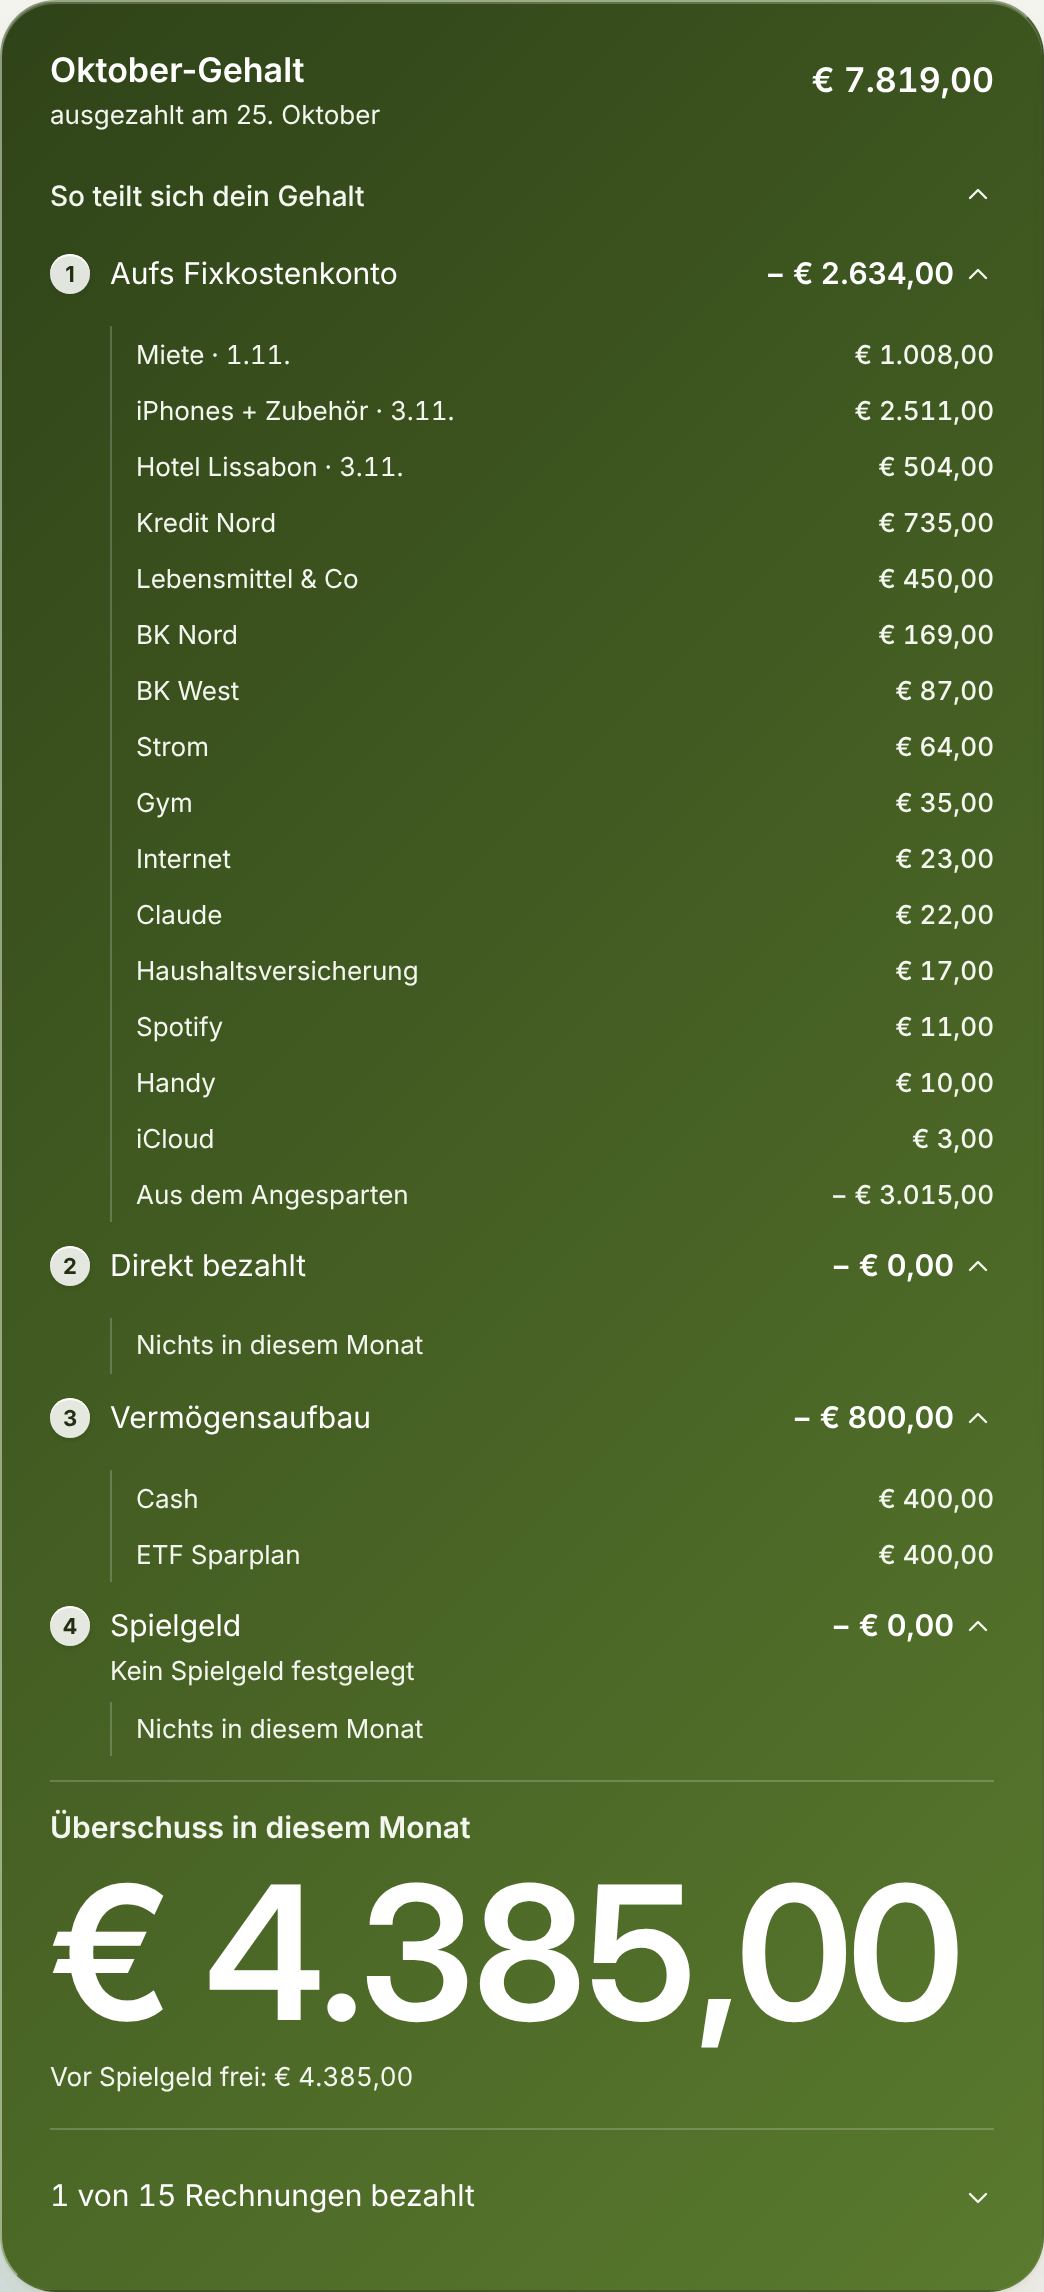 Oktober-Gehalt
€ 7.819,00
ausgezahlt am 25. Oktober
So teilt sich dein Gehalt
1 Aufs Fixkostenkonto – € 2.634,00
Miete · 1.11. € 1.008,00
iPhones + Zubehör · 3.11. € 2.511,00
Hotel Lissabon · 3.11. € 504,00
Kredit Nord € 735,00
Lebensmittel & Co € 450,00
BK Nord € 169,00
BK West € 87,00
Strom € 64,00
Gym € 35,00
Internet € 23,00
Claude € 22,00
Haushaltsversicherung € 17,00
Spotify € 11,00
Handy € 10,00
iCloud € 3,00
Aus dem Angesparten – € 3.015,00
2 Direkt bezahlt – € 0,00
Nichts in diesem Monat
3 Vermögensaufbau – € 800,00
Cash € 400,00
ETF Sparplan € 400,00
4 Spielgeld – € 0,00
Kein Spielgeld festgelegt
Nichts in diesem Monat
Überschuss in diesem Monat
€ 4.385,00
Vor Spielgeld frei: € 4.385,00
1 von 15 Rechnungen bezahlt